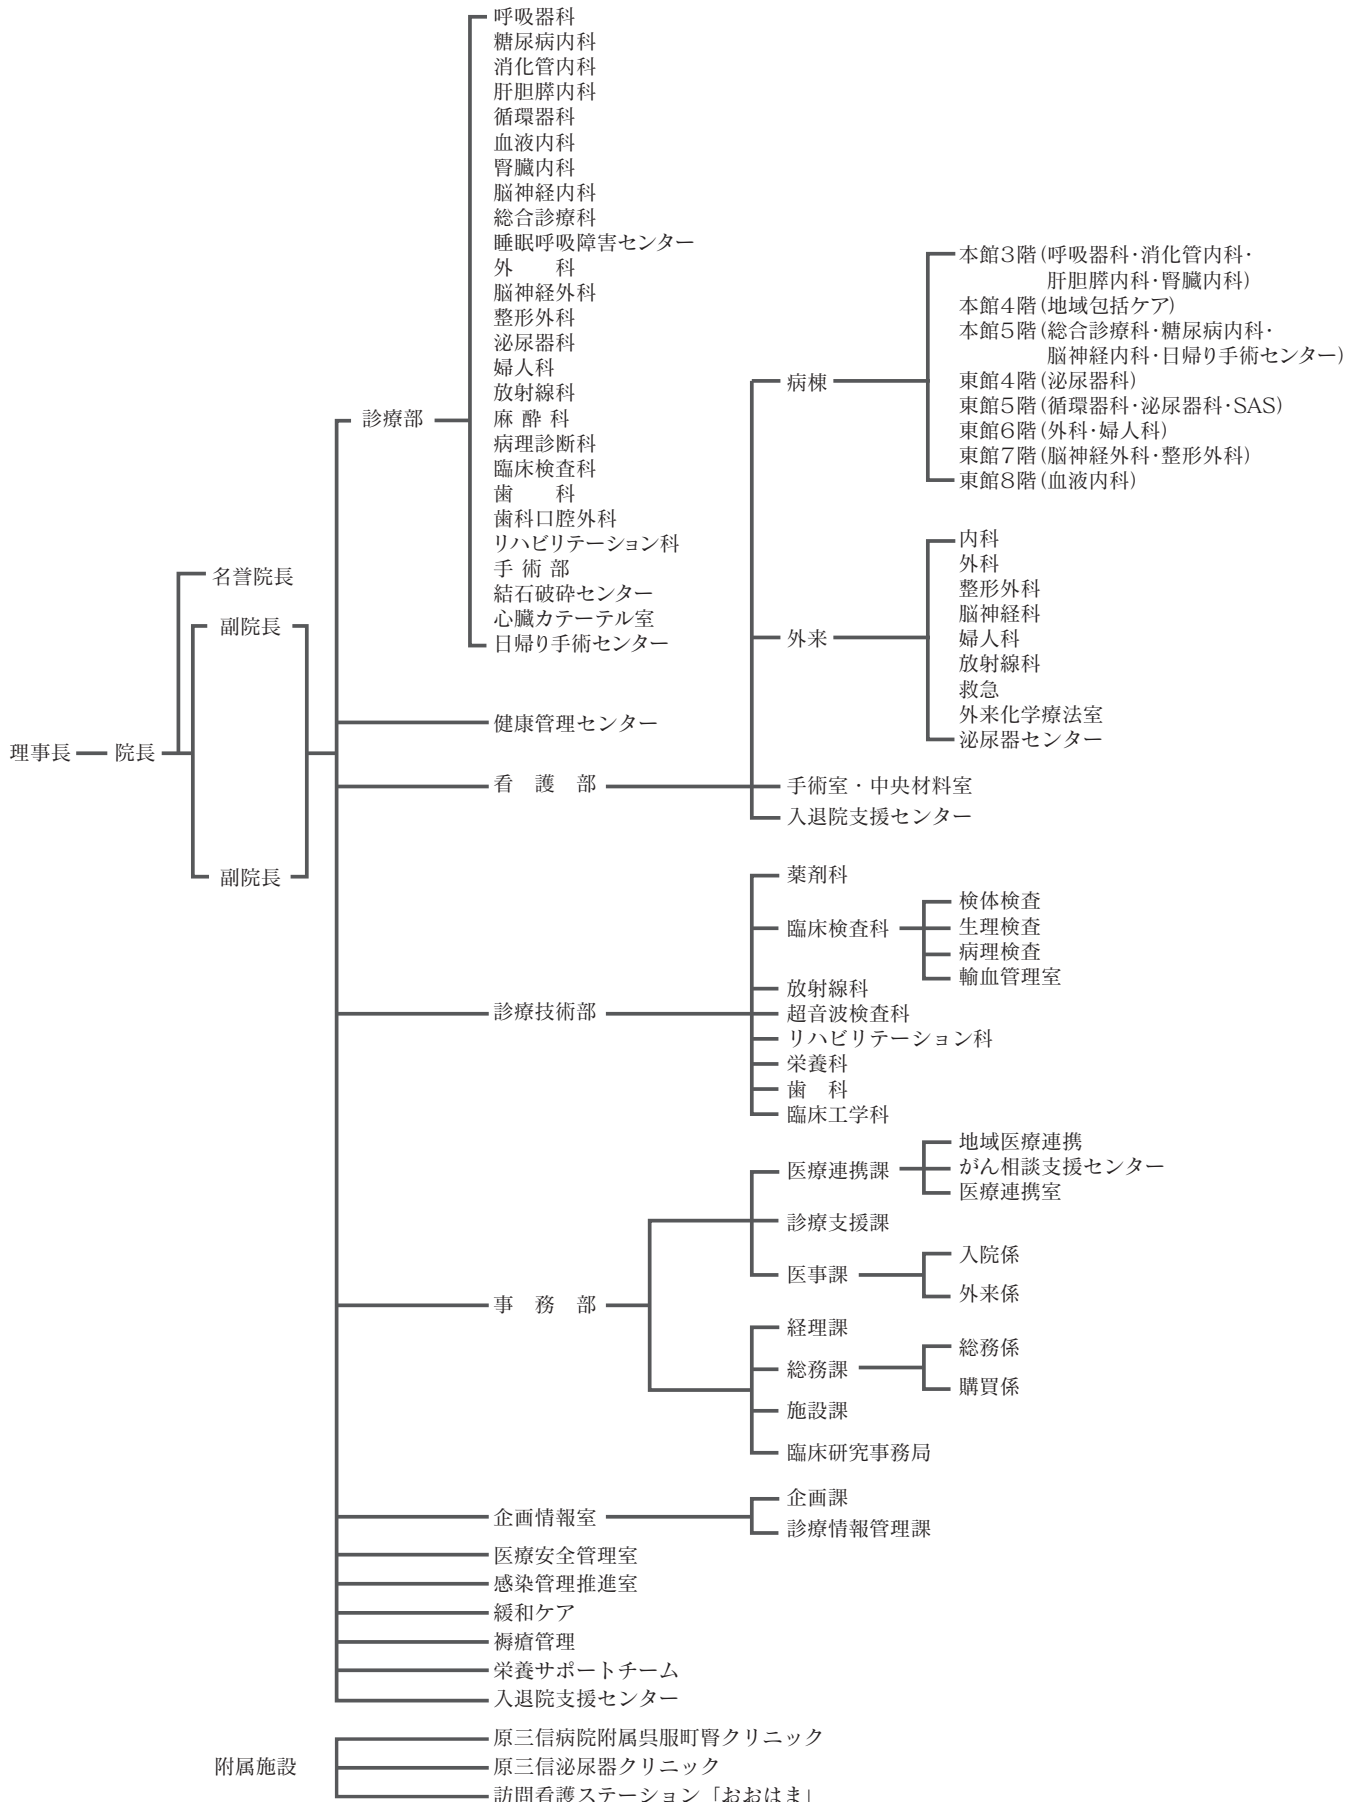 理事長
院長
名誉院長
副院長
副院長
診療部
呼吸器科
糖尿病内科
消化管内科
肝胆膵内科
循環器科
血液内科
腎臓内科
脳神経内科
総合診療科
睡眠呼吸障害センター
外　　科
脳神経外科
整形外科
泌尿器科
婦人科
放射線科
麻 酔 科
病理診断科
臨床検査科
歯　　科
歯科口腔外科
リハビリテーション科
手 術 部
結石破砕センター
心臓カテーテル室
日帰り手術センター
健康管理センター
看　護　部
病棟
本館３階（呼吸器科・消化管内科・
肝胆膵内科・腎臓内科）
本館４階（地域包括ケア）
本館５階（総合診療科・糖尿病内科・
脳神経内科・日帰り手術センター）
東館４階（泌尿器科）
東館５階（循環器科・泌尿器科・SAS）
東館６階（外科・婦人科）
東館７階（脳神経外科・整形外科）
東館８階（血液内科）
外来
内科
外科
整形外科
脳神経科
婦人科
放射線科
救急
外来化学療法室
泌尿器センター
手術室・中央材料室
入退院支援センター
診療技術部
薬剤科
臨床検査科
検体検査
生理検査
病理検査
輸血管理室
放射線科
超音波検査科
リハビリテーション科
栄養科
歯　科
臨床工学科
事　務　部
医療連携課
地域医療連携
がん相談支援センター
医療連携室
診療支援課
医事課
入院係
外来係
経理課
総務課
総務係
購買係
施設課
臨床研究事務局
企画情報室
企画課
診療情報管理課
医療安全管理室
感染管理推進室
緩和ケア
褥瘡管理
栄養サポートチーム
入退院支援センター
附属施設
原三信病院附属呉服町腎クリニック
原三信泌尿器クリニック
訪問看護ステーション「おおはま」